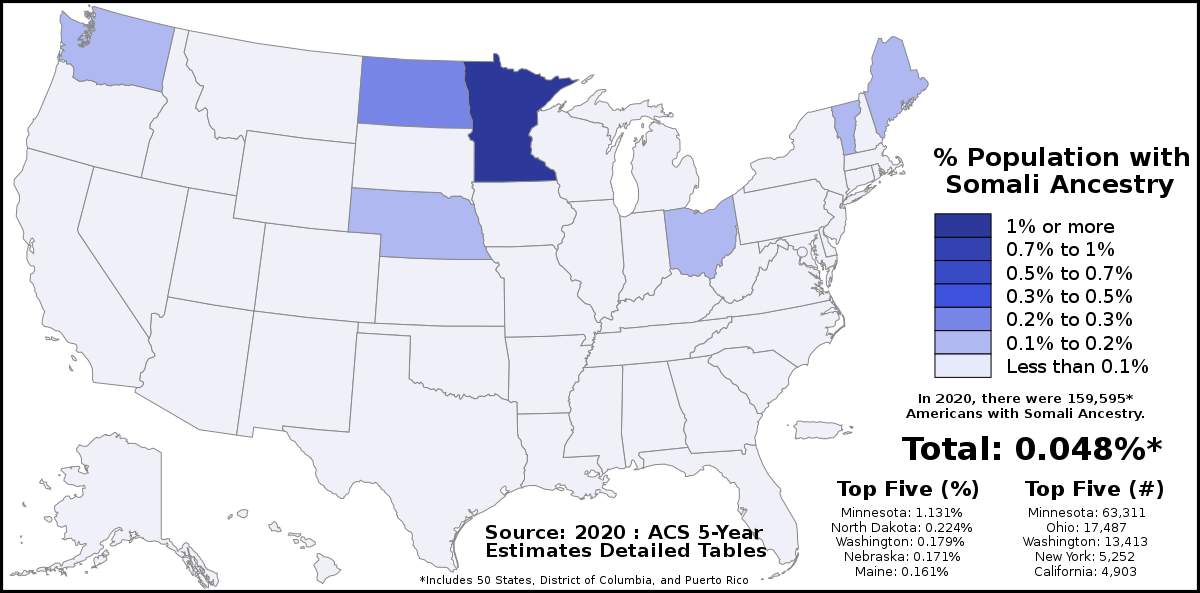 % Population with
Somali Ancestry
1% or more
0.7% to 1%
0.5% to 0.7%
0.3% to 0.5%
0.2% to 0.3%
0.1% to 0.2%
Less than 0.1%
In 2020, there were 159,595*
Americans with Somali Ancestry.
Total: 0.048%*
Top Five (%)
Minnesota: 1.131%
North Dakota: 0.224%
Washington: 0.179%
Nebraska: 0.171%
Maine: 0.161%
Top Five (#)
Minnesota: 63,311
Ohio: 17,487
Washington: 13,413
New York: 5,252
California: 4,903
Source: 2020 : ACS 5-Year
Estimates Detailed Tables
*Includes 50 States, District of Columbia, and Puerto Rico